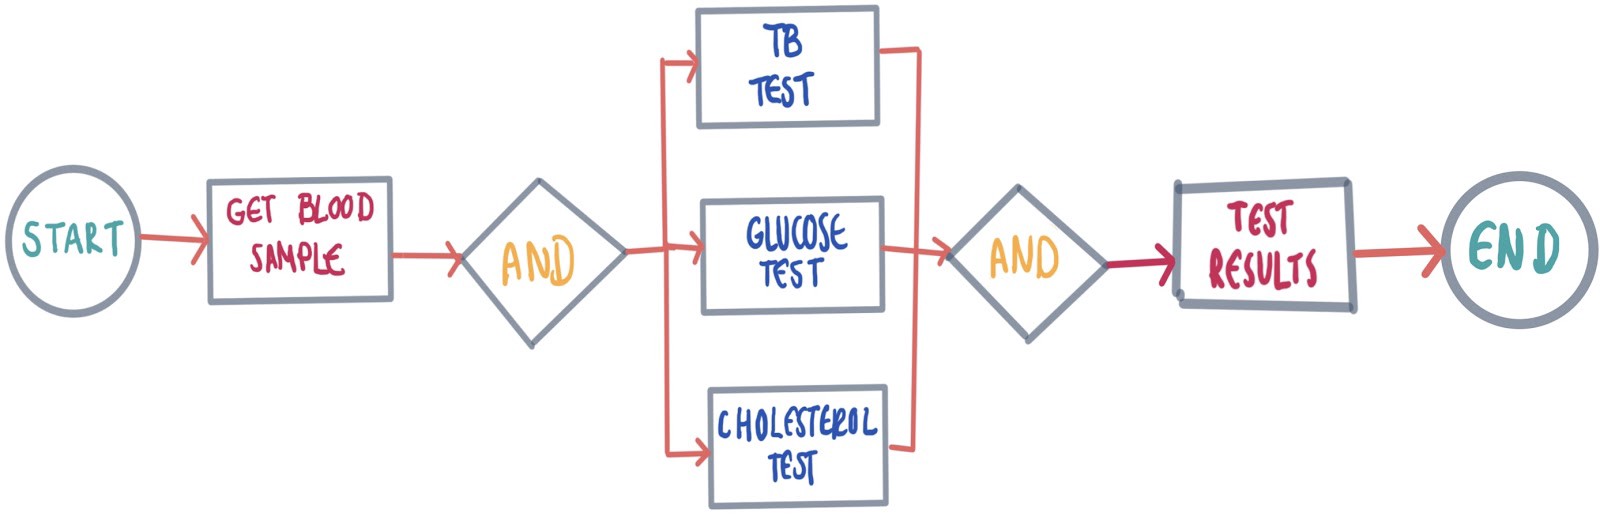 START
GET BLOOD
SAMPLE
AND
TB
TEST
GLUCOSE
TEST
CHOLESTEROL
TEST
AND
TEST
RESULTS
END